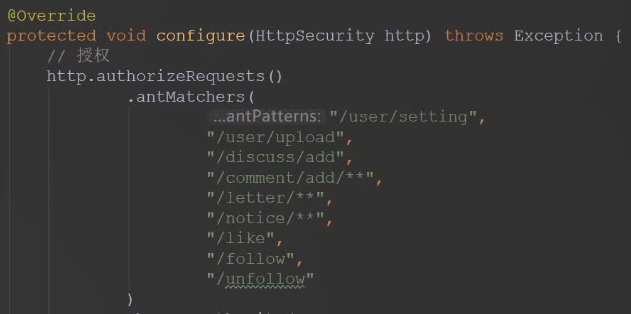 @Override
protected void configure(HttpSecurity http) throws Exception {
// 授权
http.authorizeRequests()
.antMatchers(
...antPatterns: "/user/setting",
"/user/upload",
"/discuss/add",
"/comment/add/**",
"/letter/**",
"/notice/**",
"/like",
"/follow",
"/unfollow"
)